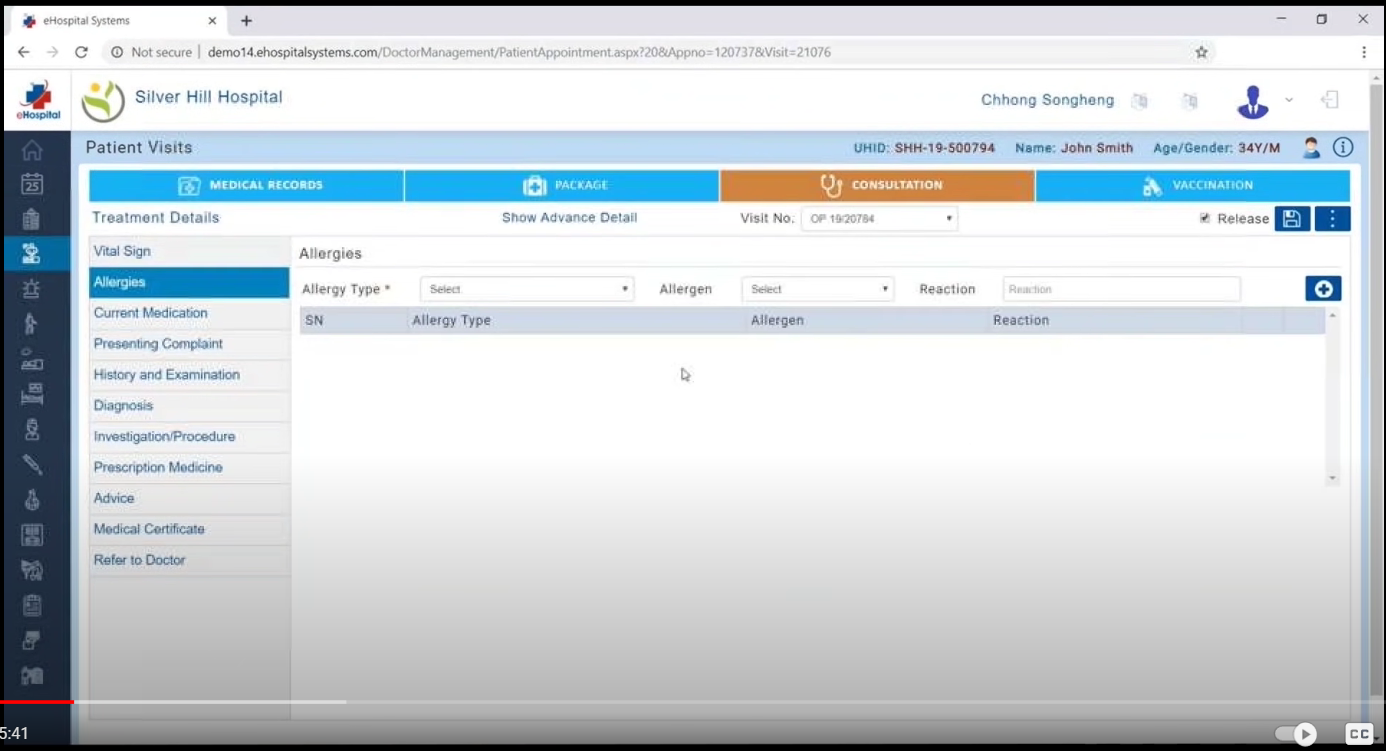 eHospital Systems
Not secure | demo14.ehospitalsystems.com/DoctorManagement/PatientAppointment.aspx?20&Appno=120737&Visit=21076
eHospital
Silver Hill Hospital
Chhong Songheng
Patient Visits
UHID: SHH-19-500794 Name: John Smith Age/Gender: 34Y/M
25
MEDICAL RECORDS
PACKAGE
CONSULTATION
VACCINATION
Treatment Details
Show Advance Detail
Visit No. OP 19/20784
Release
Vital Sign
Allergies
Current Medication
Presenting Complaint
History and Examination
Diagnosis
Investigation/Procedure
Prescription Medicine
Advice
Medical Certificate
Refer to Doctor
Allergies
Allergy Type * Select Allergen Select Reaction Reaction
SN Allergy Type Allergen Reaction
5:41
CC